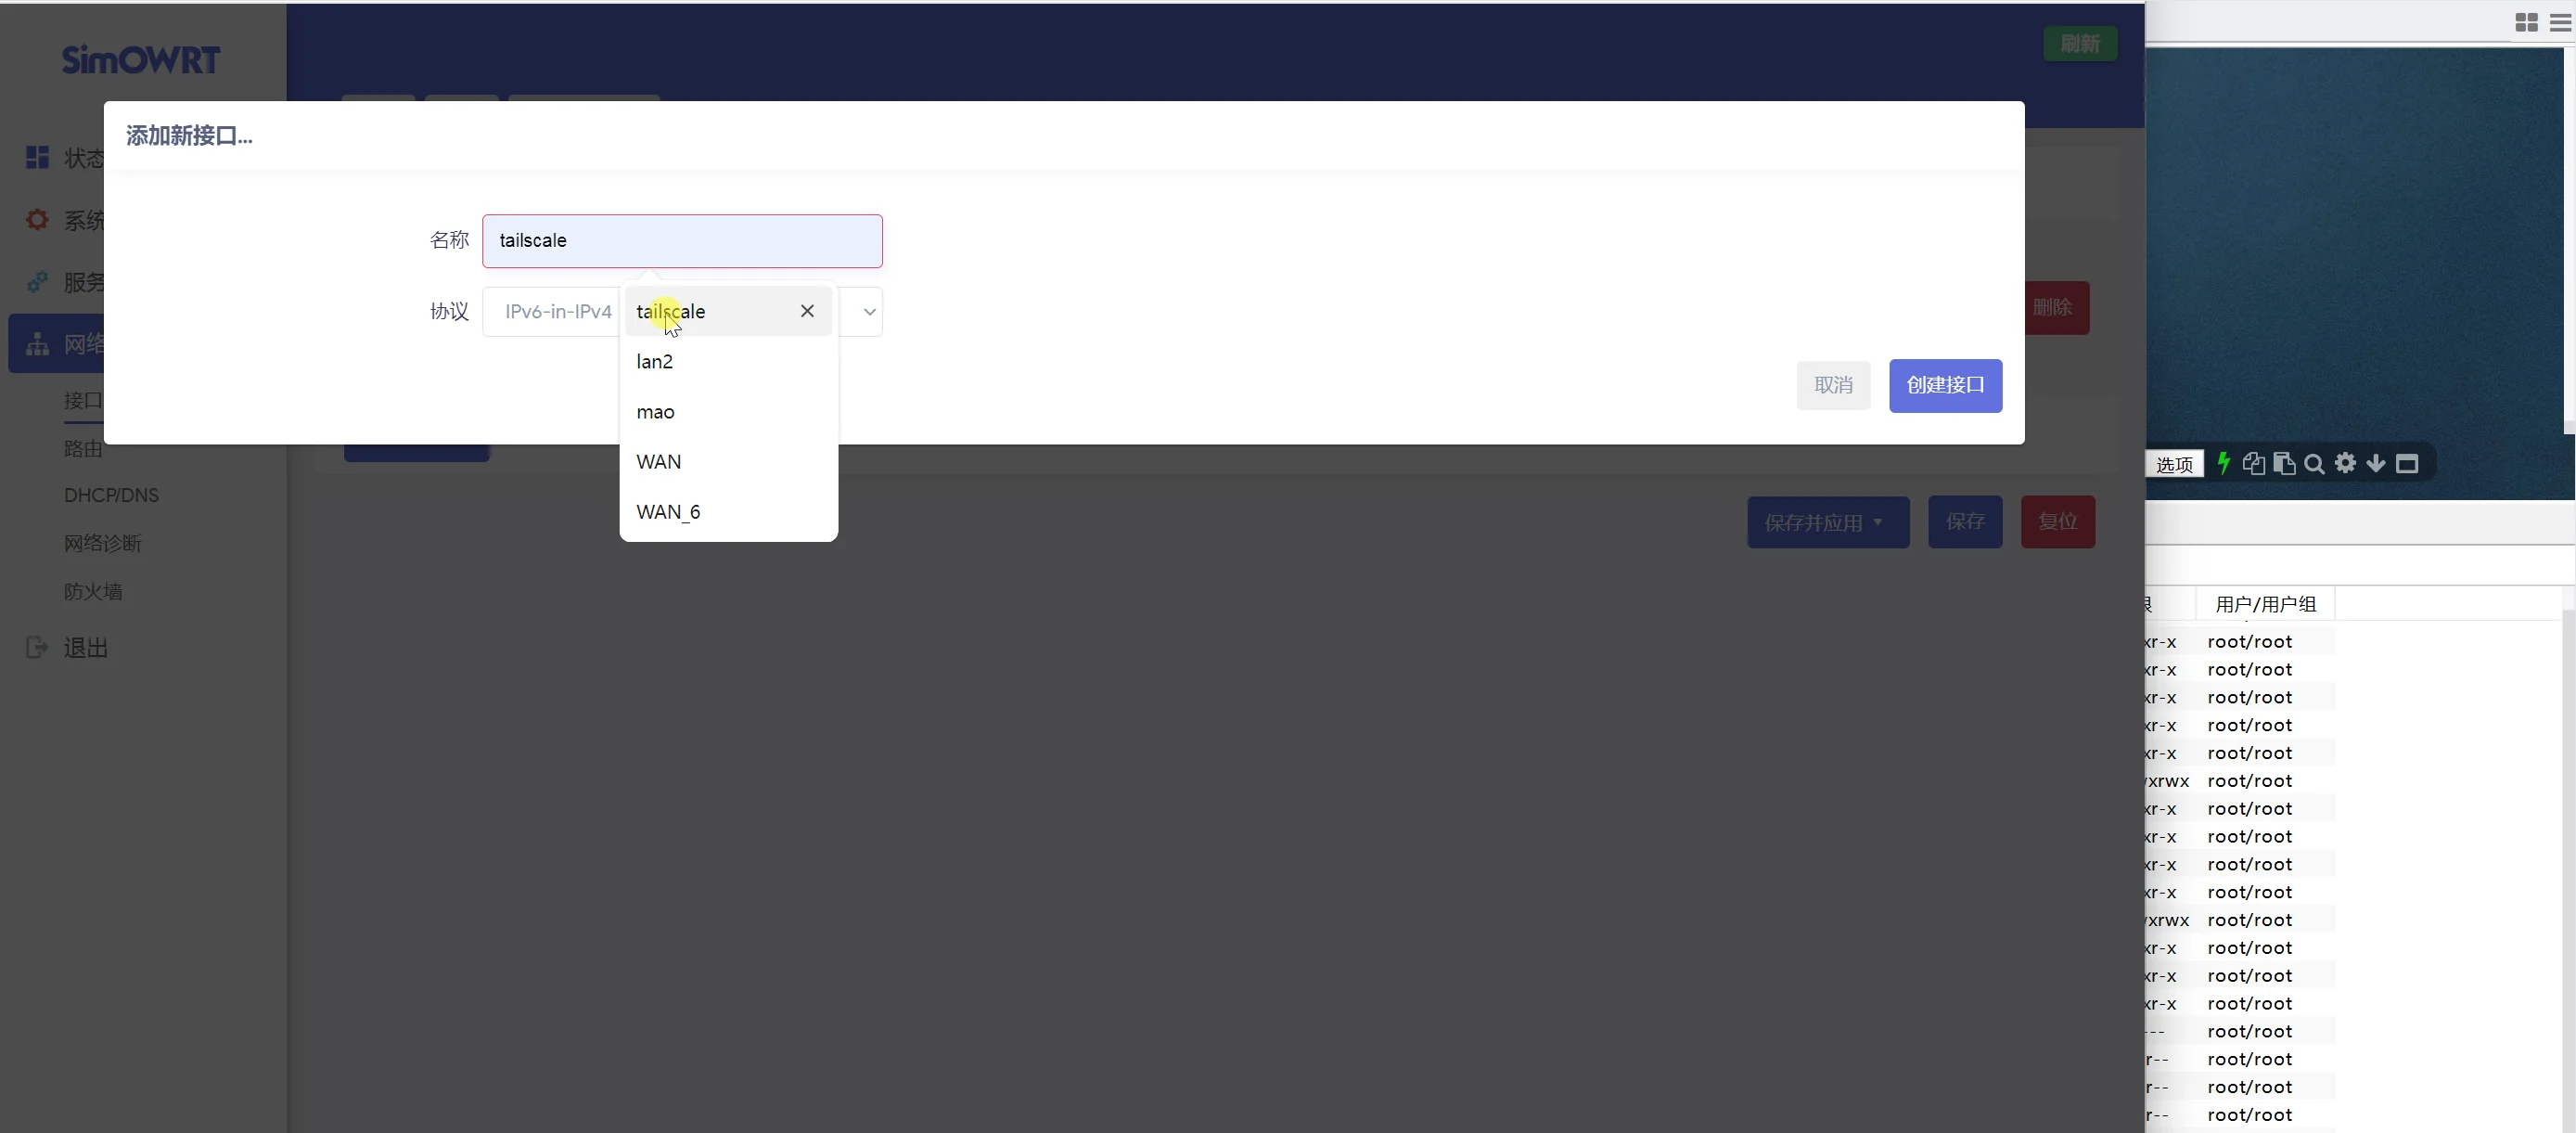 SimOWRT
刷新
添加新接口...
状态
系统
服务
网络
接口
路由
DHCP/DNS
网络诊断
防火墙
退出
名称
tailscale
协议
IPv6-in-IPv4
tailscale
lan2
mao
WAN
WAN_6
删除
取消
创建接口
保存并应用
保存
复位
选项
用户/用户组
xr-x root/root
xr-x root/root
xr-x root/root
xr-x root/root
xr-x root/root
xrwx root/root
xr-x root/root
xr-x root/root
xr-x root/root
xr-x root/root
xrwx root/root
xr-x root/root
xr-x root/root
xr-x root/root
--- root/root
r-- root/root
r-- root/root
r-- root/root